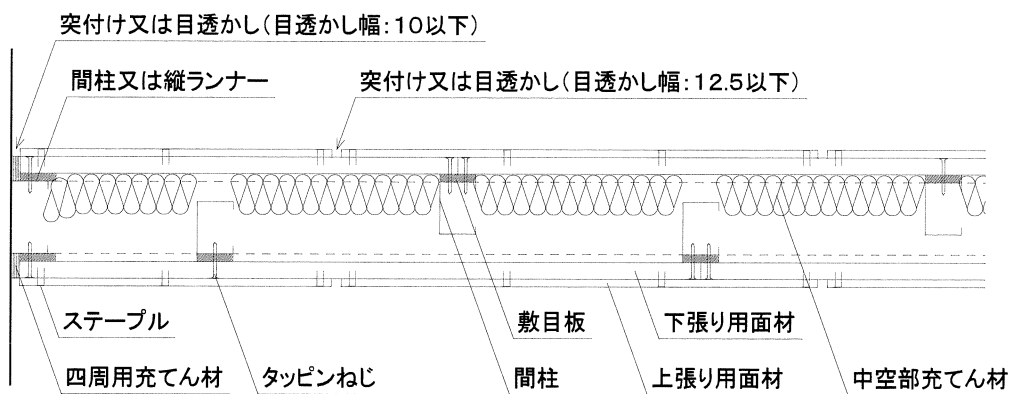 突付け又は目透かし(目透かし幅:10以下)
間柱又は縦ランナー
突付け又は目透かし(目透かし幅:12.5以下)
ステープル
敷目板
下張り用面材
四周用充てん材
タッピンねじ
間柱
上張り用面材
中空部充てん材